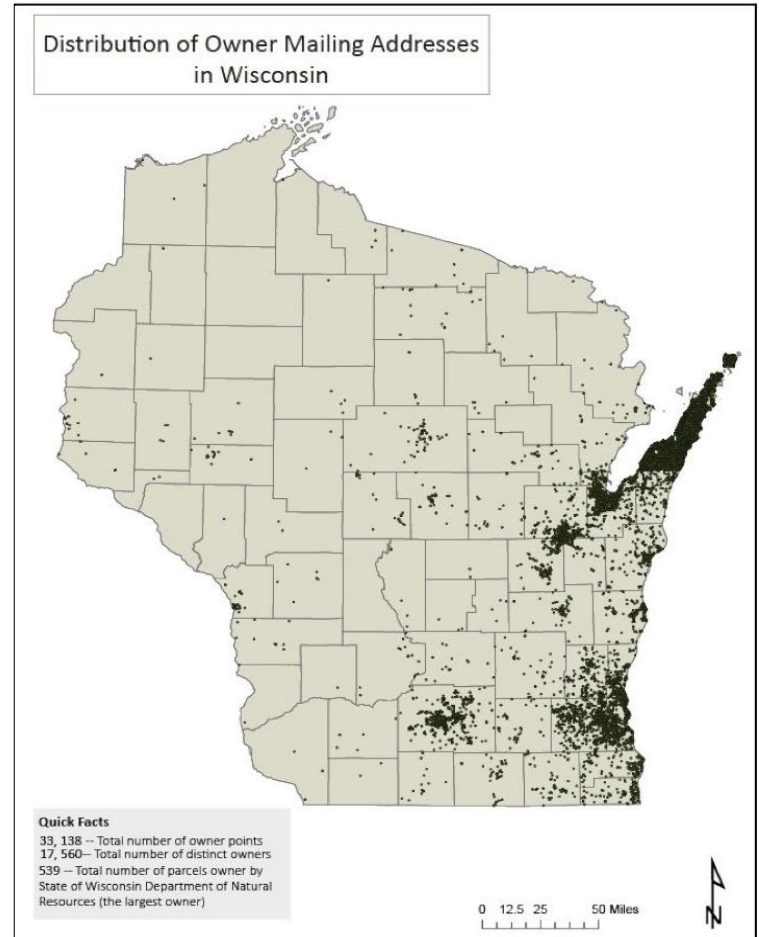 Distribution of Owner Mailing Addresses
in Wisconsin
Quick Facts
33, 138 -- Total number of owner points
17, 560-- Total number of distinct owners
539 -- Total number of parcels owner by
State of Wisconsin Department of Natural
Resources (the largest owner)
0 12.5 25 50 Miles
N